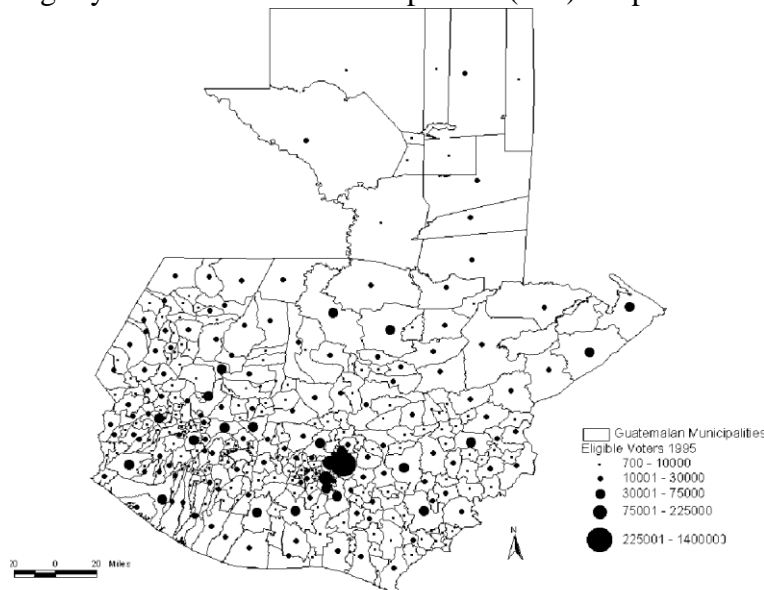 Guatemalan Municipalities
Eligible Voters 1995
700 - 10000
10001 - 30000
30001 - 75000
75001 - 225000
225001 - 1400000
N
20 0 20 Miles